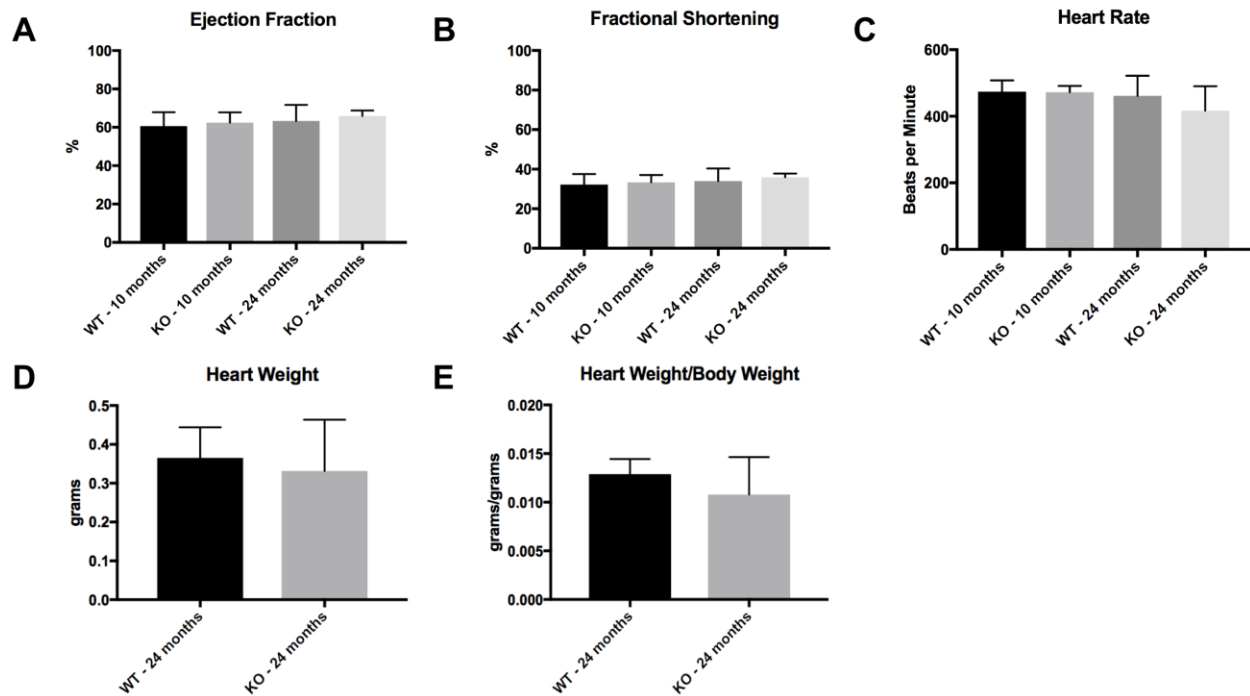 A
Ejection Fraction
%
100
80
60
40
20
0
WT - 10 months
KO - 10 months
WT - 24 months
KO - 24 months
B
Fractional Shortening
%
100
80
60
40
20
0
WT - 10 months
KO - 10 months
WT - 24 months
KO - 24 months
C
Heart Rate
Beats per Minute
600
400
200
0
WT - 10 months
KO - 10 months
WT - 24 months
KO - 24 months
D
Heart Weight
grams
0.5
0.4
0.3
0.2
0.1
0.0
WT - 24 months
KO - 24 months
E
Heart Weight/Body Weight
grams/grams
0.020
0.015
0.010
0.005
0.000
WT - 24 months
KO - 24 months